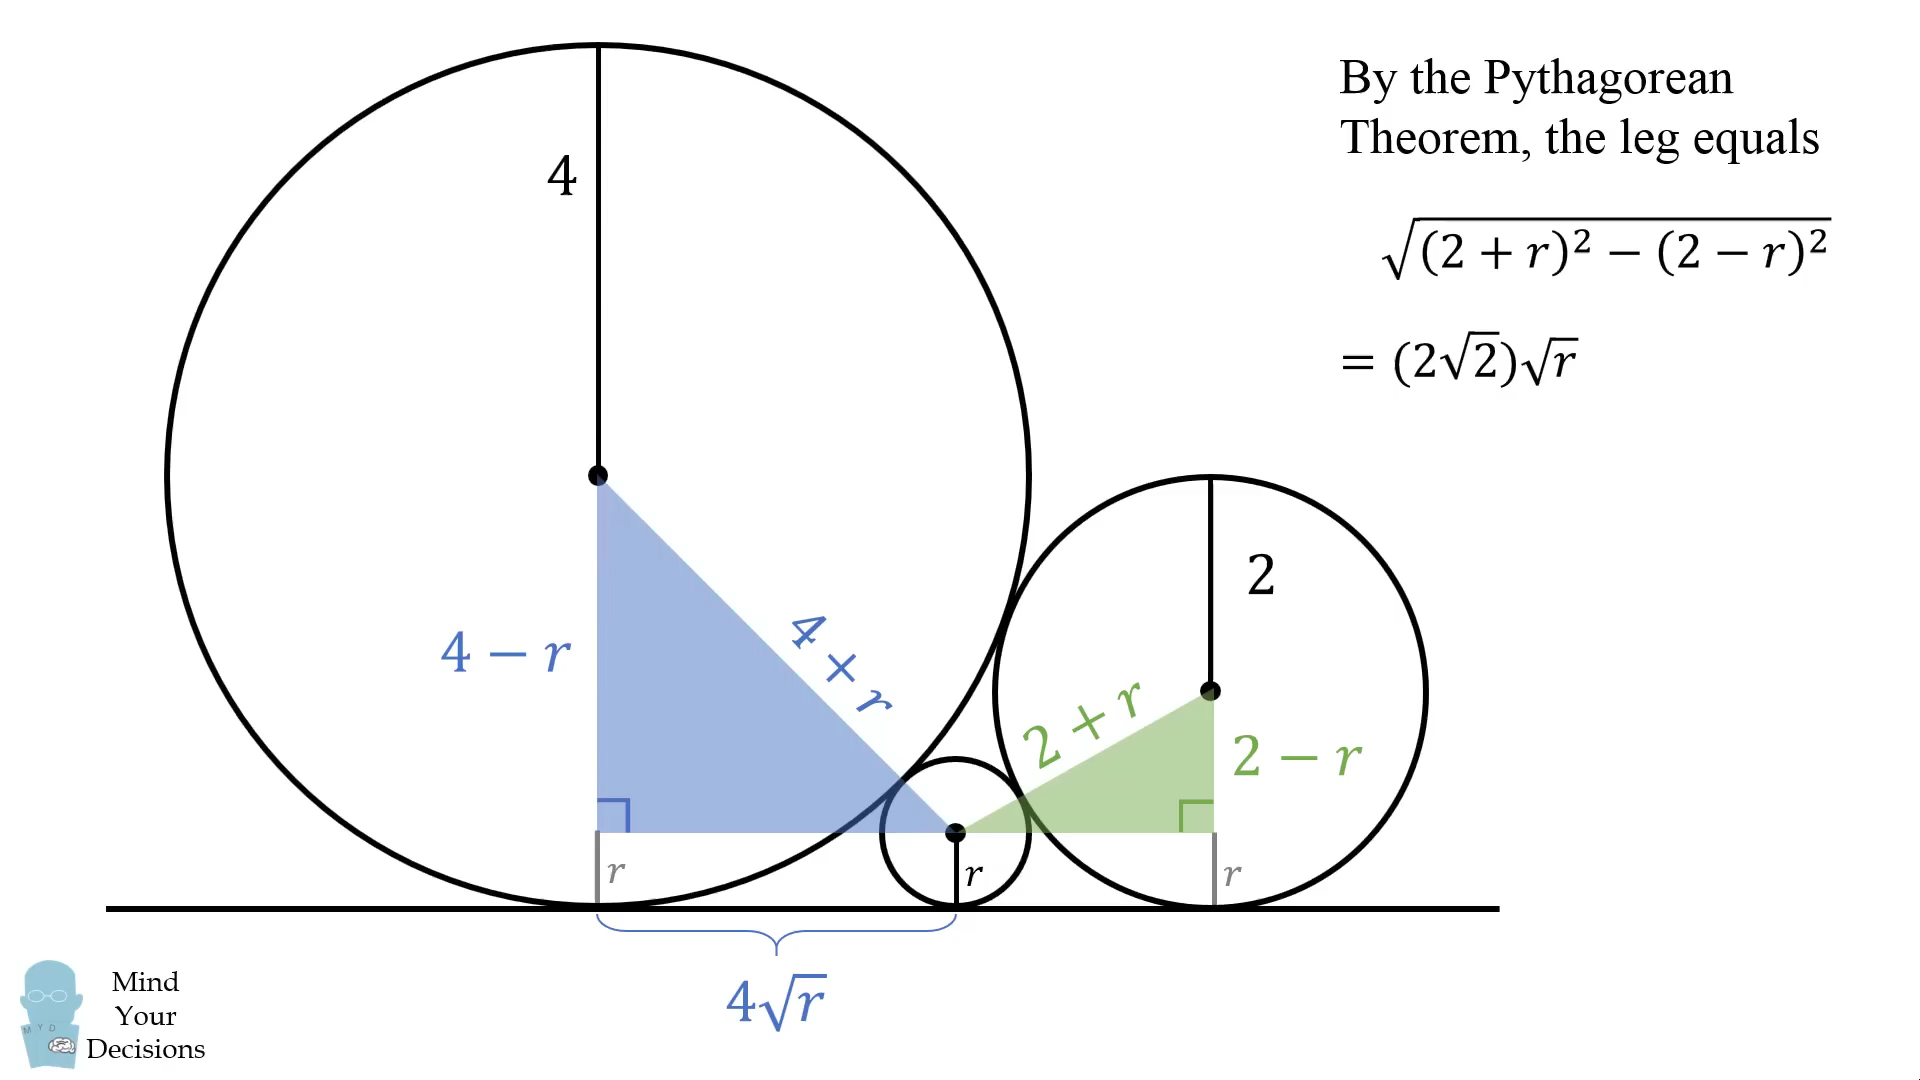 By the Pythagorean
Theorem, the leg equals
√((2 + r)² − (2 − r)²)
= (2√2)√r
4
2
4 − r
4 + r
2 + r
2 − r
r
r
r
4√r
M Y D
Mind
Your
Decisions